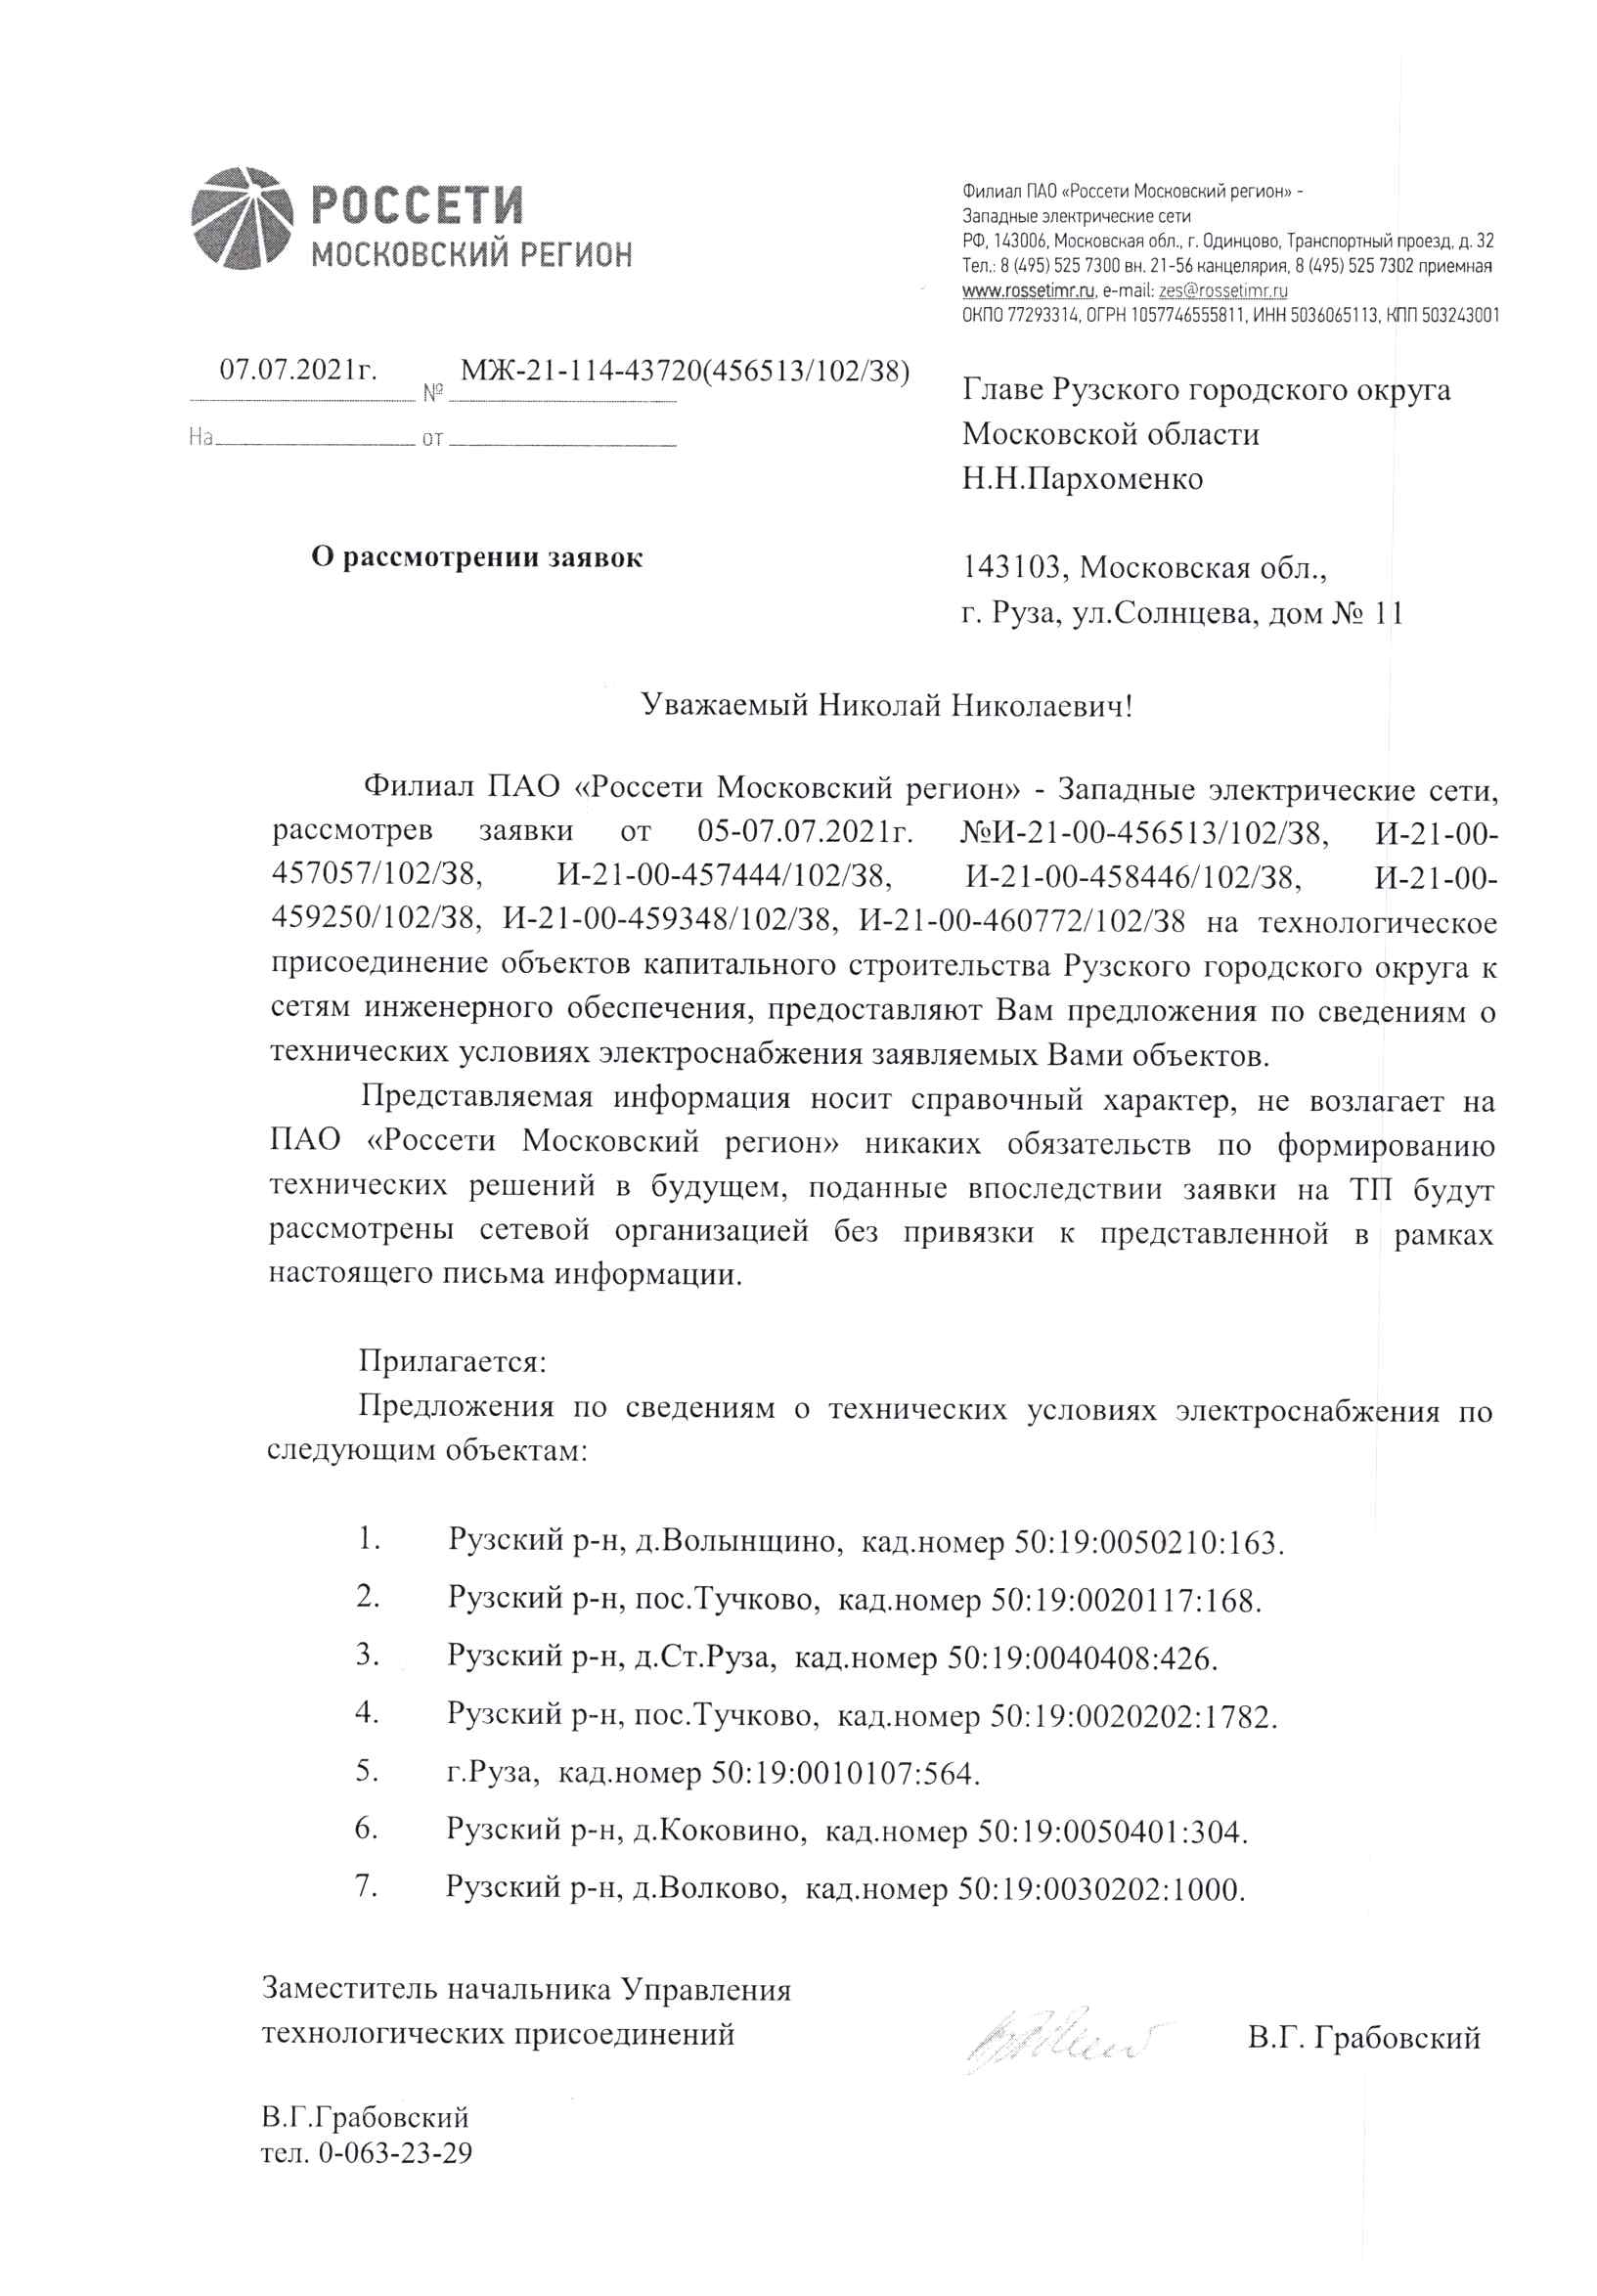 РОССЕТИ
МОСКОВСКИЙ РЕГИОН
Филиал ПАО «Россети Московский регион» -
Западные электрические сети
РФ, 143006, Московская обл., г. Одинцово, Транспортный проезд, д. 32
Тел.: 8 (495) 525 7300 вн. 21-56 канцелярия, 8 (495) 525 7302 приемная
www.rossetimr.ru, e-mail: zes@rossetimr.ru
ОКПО 77293314, ОГРН 1057746555811, ИНН 5036065113, КПП 503243001
07.07.2021г. № МЖ-21-114-43720(456513/102/38)
На от
Главе Рузского городского округа
Московской области
Н.Н.Пархоменко
О рассмотрении заявок
143103, Московская обл.,
г. Руза, ул.Солнцева, дом № 11
Уважаемый Николай Николаевич!
Филиал ПАО «Россети Московский регион» - Западные электрические сети,
рассмотрев заявки от 05-07.07.2021г. №И-21-00-456513/102/38, И-21-00-
457057/102/38, И-21-00-457444/102/38, И-21-00-458446/102/38, И-21-00-
459250/102/38, И-21-00-459348/102/38, И-21-00-460772/102/38 на технологическое
присоединение объектов капитального строительства Рузского городского округа к
сетям инженерного обеспечения, предоставляют Вам предложения по сведениям о
технических условиях электроснабжения заявляемых Вами объектов.
Представляемая информация носит справочный характер, не возлагает на
ПАО «Россети Московский регион» никаких обязательств по формированию
технических решений в будущем, поданные впоследствии заявки на ТП будут
рассмотрены сетевой организацией без привязки к представленной в рамках
настоящего письма информации.
Прилагается:
Предложения по сведениям о технических условиях электроснабжения по
следующим объектам:
1. Рузский р-н, д.Волынщино, кад.номер 50:19:0050210:163.
2. Рузский р-н, пос.Тучково, кад.номер 50:19:0020117:168.
3. Рузский р-н, д.Ст.Руза, кад.номер 50:19:0040408:426.
4. Рузский р-н, пос.Тучково, кад.номер 50:19:0020202:1782.
5. г.Руза, кад.номер 50:19:0010107:564.
6. Рузский р-н, д.Коковино, кад.номер 50:19:0050401:304.
7. Рузский р-н, д.Волково, кад.номер 50:19:0030202:1000.
Заместитель начальника Управления
технологических присоединений В.Г. Грабовский
В.Г.Грабовский
тел. 0-063-23-29